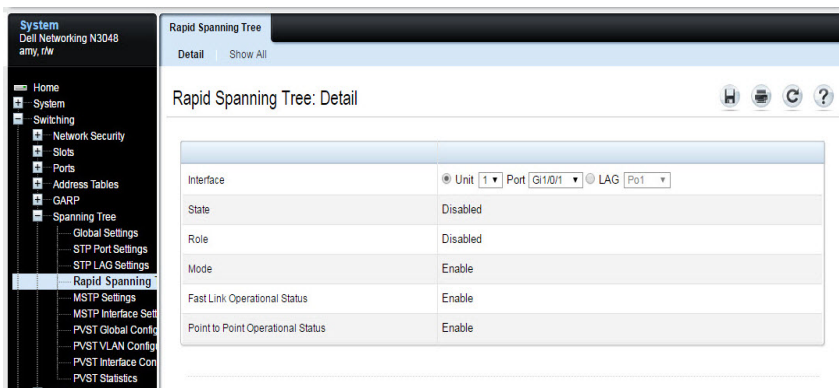 System
Dell Networking N3048
amy, r/w
Rapid Spanning Tree
Detail Show All
Home
System
Switching
Network Security
Slots
Ports
Address Tables
GARP
Spanning Tree
Global Settings
STP Port Settings
STP LAG Settings
Rapid Spanning
MSTP Settings
MSTP Interface Sett
PVST Global Config
PVST VLAN Config
PVST Interface Con
PVST Statistics
Rapid Spanning Tree: Detail
?
Interface Unit 1 Port Gi1/0/1 LAG Po1
State Disabled
Role Disabled
Mode Enable
Fast Link Operational Status Enable
Point to Point Operational Status Enable